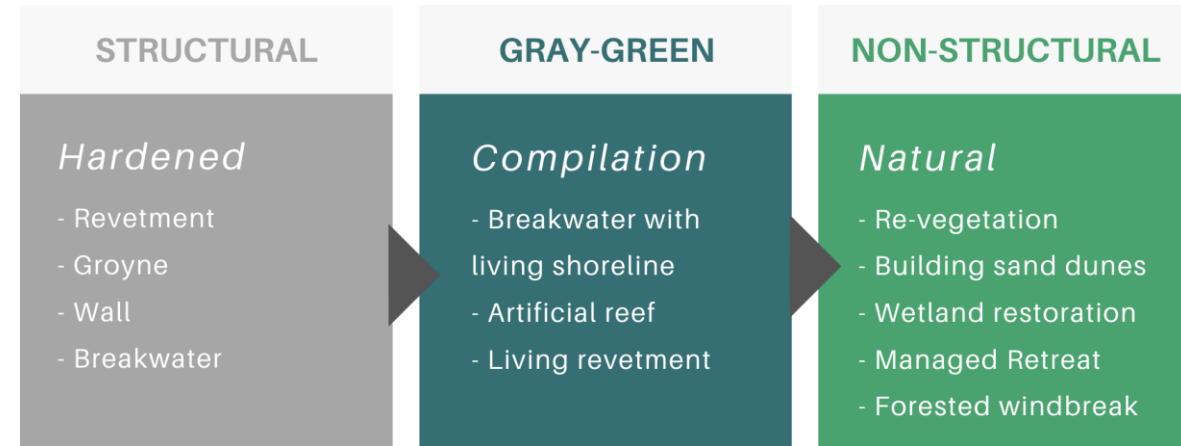 STRUCTURAL
Hardened
- Revetment
- Groyne
- Wall
- Breakwater
GRAY-GREEN
Compilation
- Breakwater with
living shoreline
- Artificial reef
- Living revetment
NON-STRUCTURAL
Natural
- Re-vegetation
- Building sand dunes
- Wetland restoration
- Managed Retreat
- Forested windbreak